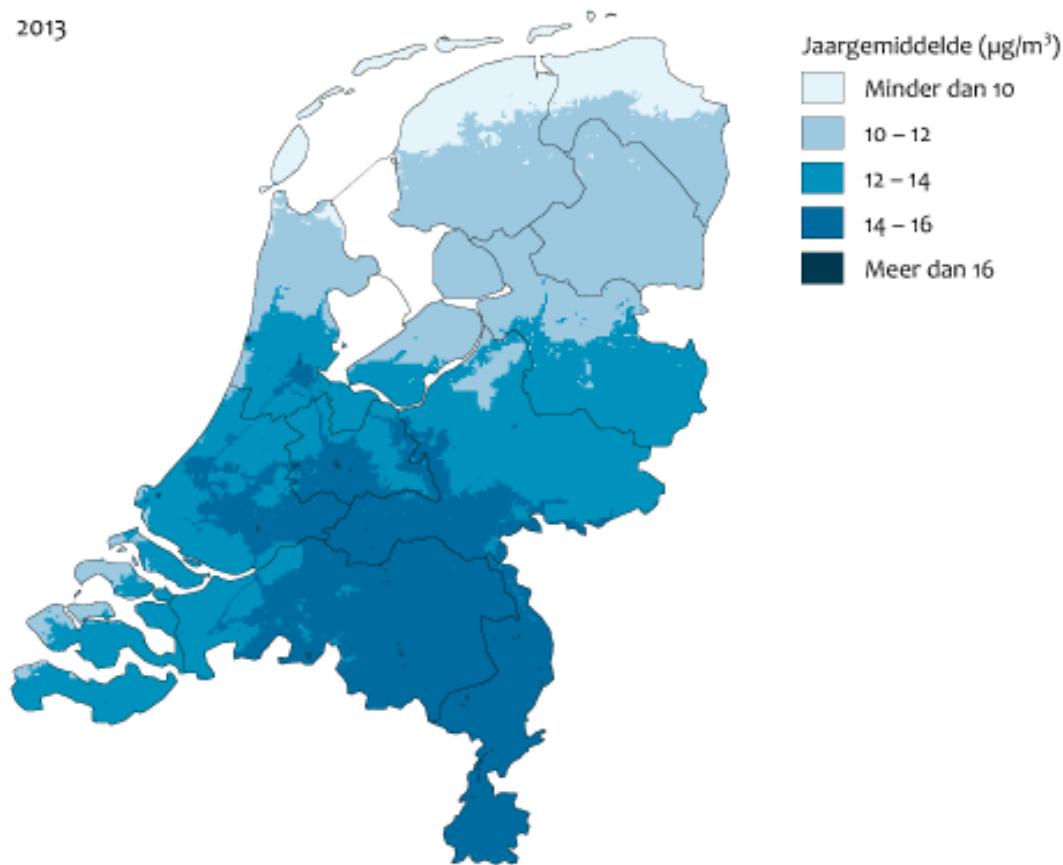 2013
Jaargemiddelde (µg/m³)
Minder dan 10
10 – 12
12 – 14
14 – 16
Meer dan 16